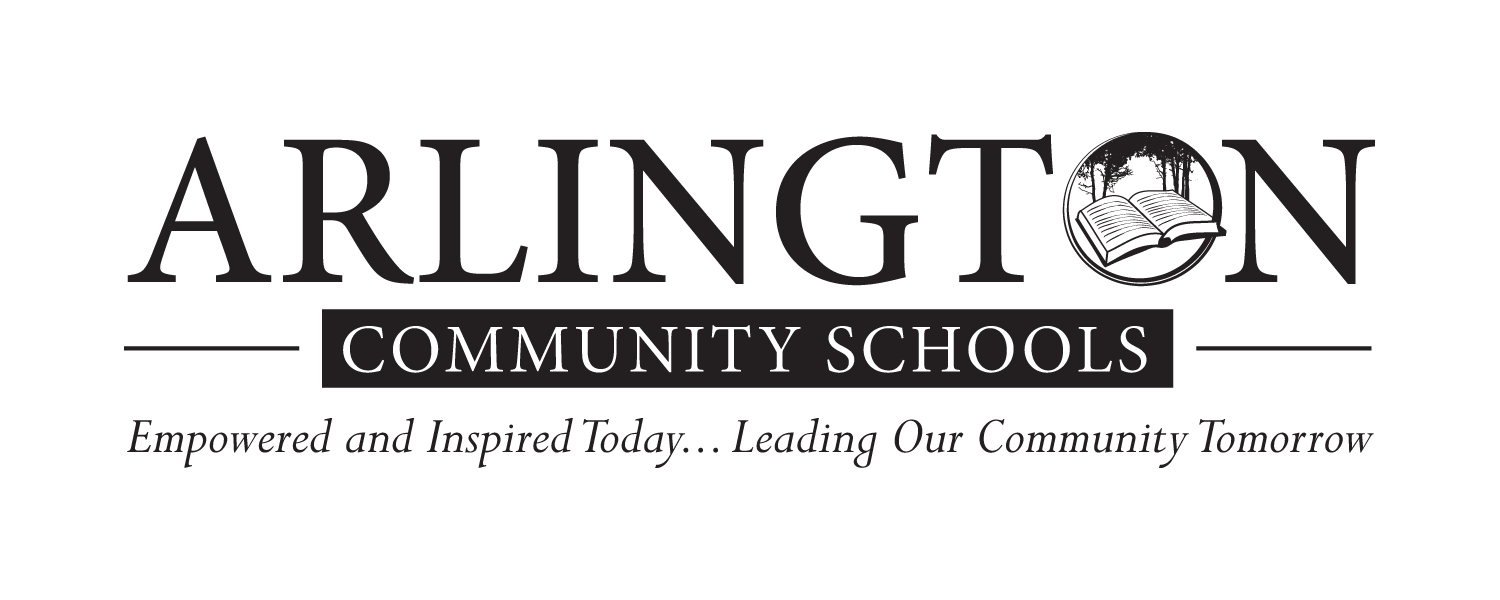 ARLINGTON
COMMUNITY SCHOOLS
Empowered and Inspired Today... Leading Our Community Tomorrow